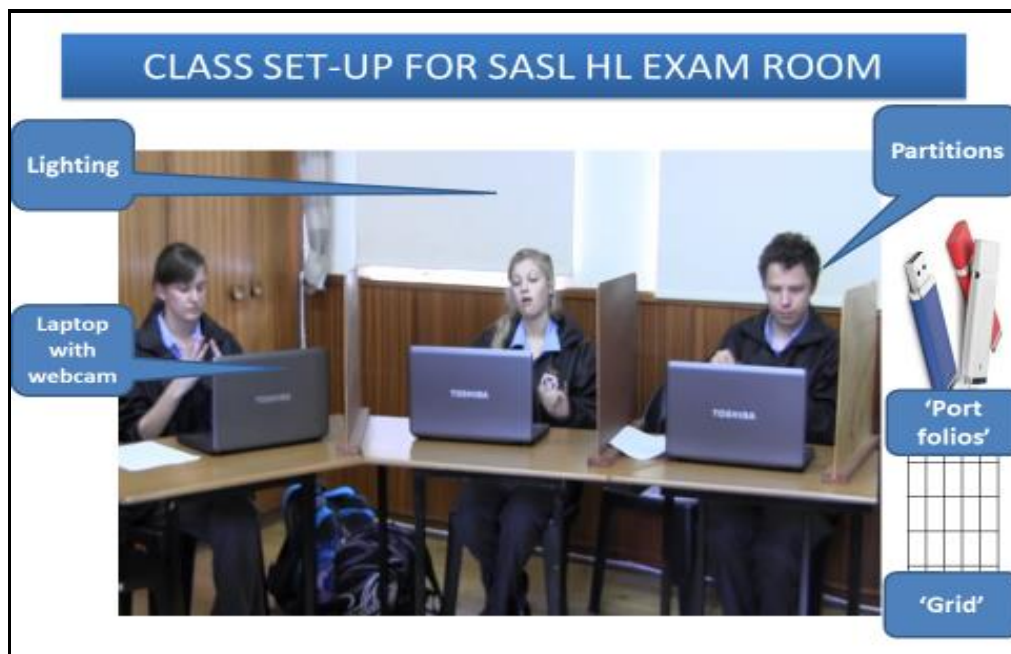 CLASS SET-UP FOR SASL HL EXAM ROOM
Lighting
Partitions
Laptop
with
webcam
TOSHIBA
TOSHIBA
TOSHIBA
'Port
folios'
'Grid'